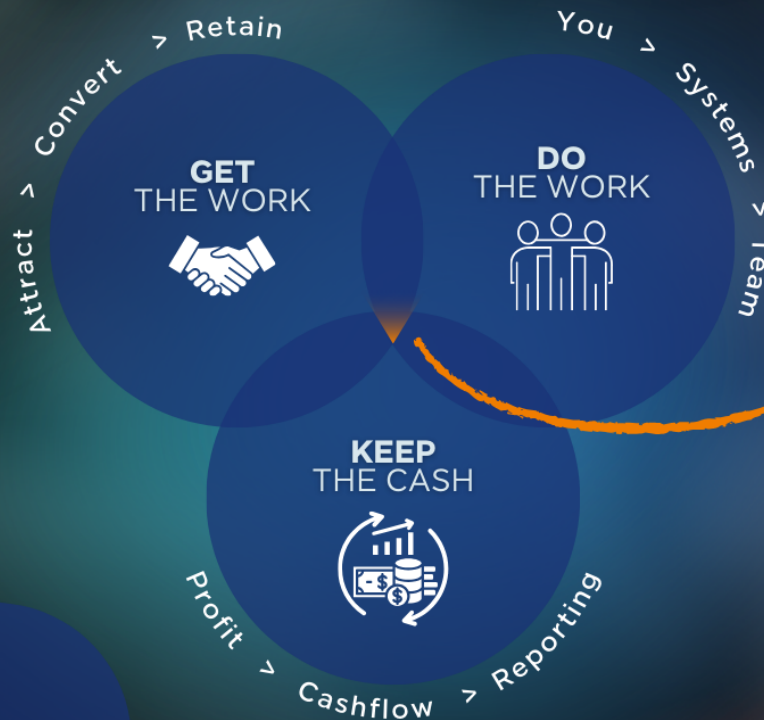 Attract > Convert > Retain
GET
THE WORK
You > Systems > Team
DO
THE WORK
KEEP
THE CASH
- $
$
Profit > Cashflow > Reporting